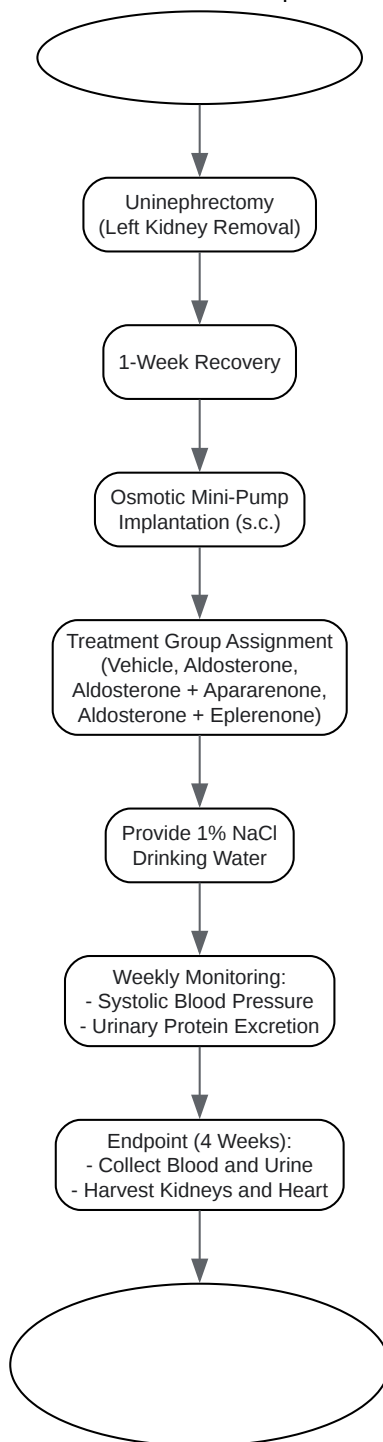 Uninephrectomy
(Left Kidney Removal)
1-Week Recovery
Osmotic Mini-Pump
Implantation (s.c.)
Treatment Group Assignment
(Vehicle, Aldosterone,
Aldosterone + Apararenone,
Aldosterone + Eplerenone)
Provide 1% NaCl
Drinking Water
Weekly Monitoring:
- Systolic Blood Pressure
- Urinary Protein Excretion
Endpoint (4 Weeks):
- Collect Blood and Urine
- Harvest Kidneys and Heart